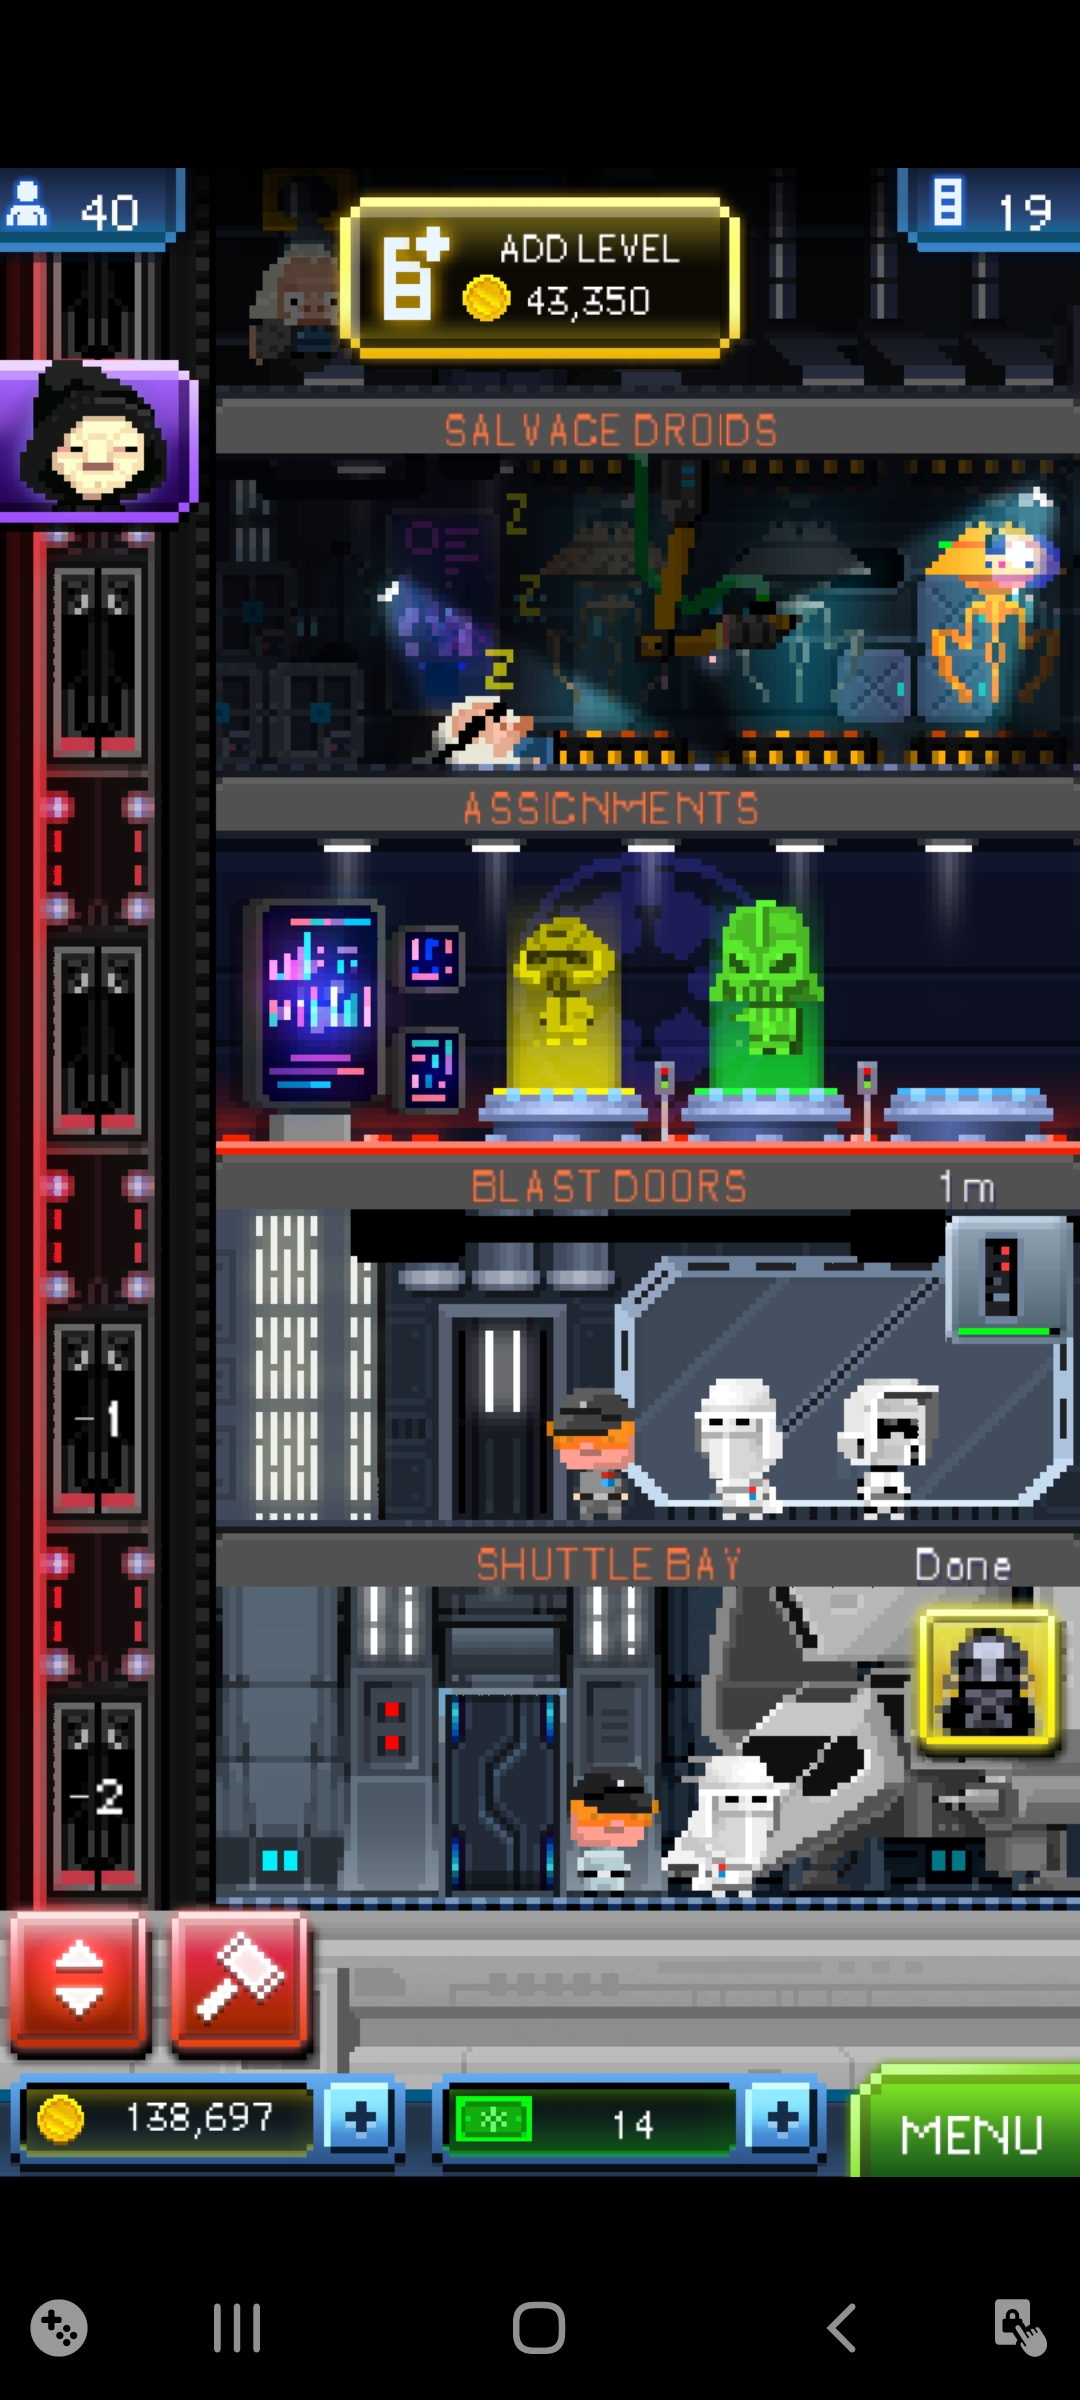 40
ADD LEVEL
43,350
19
SALVAGE DROIDS
Z
Z
Z
ASSIGNMENTS
BLAST DOORS 1m
-1
SHUTTLE BAY Done
-2
138,697
14
MENU